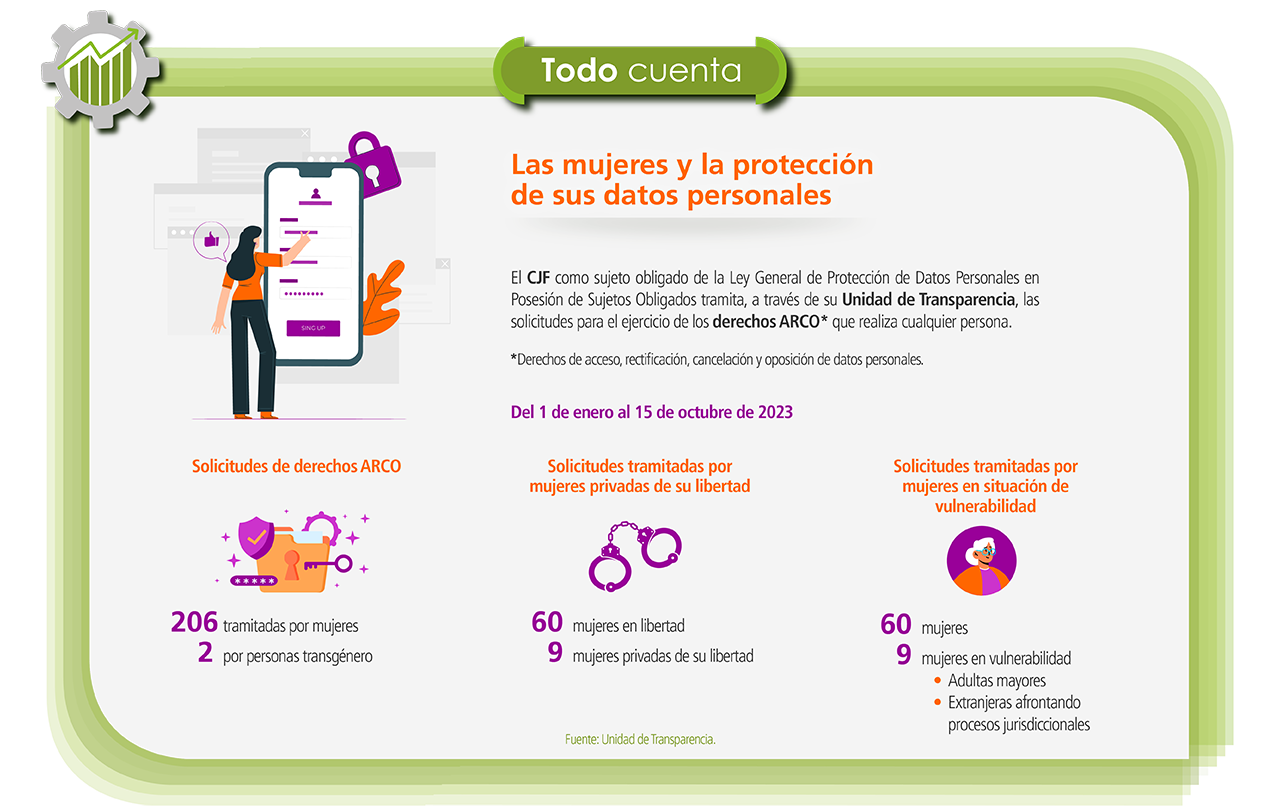 Todo cuenta
Las mujeres y la protección
de sus datos personales
El CJF como sujeto obligado de la Ley General de Protección de Datos Personales en
Posesión de Sujetos Obligados tramita, a través de su Unidad de Transparencia, las
solicitudes para el ejercicio de los derechos ARCO* que realiza cualquier persona.
*Derechos de acceso, rectificación, cancelación y oposición de datos personales.
SING UP
Del 1 de enero al 15 de octubre de 2023
Solicitudes de derechos ARCO
206 tramitadas por mujeres
2 por personas transgénero
Solicitudes tramitadas por
mujeres privadas de su libertad
60 mujeres en libertad
9 mujeres privadas de su libertad
Solicitudes tramitadas por
mujeres en situación de
vulnerabilidad
60 mujeres
9 mujeres en vulnerabilidad
• Adultas mayores
• Extranjeras afrontando
procesos jurisdiccionales
Fuente: Unidad de Transparencia.